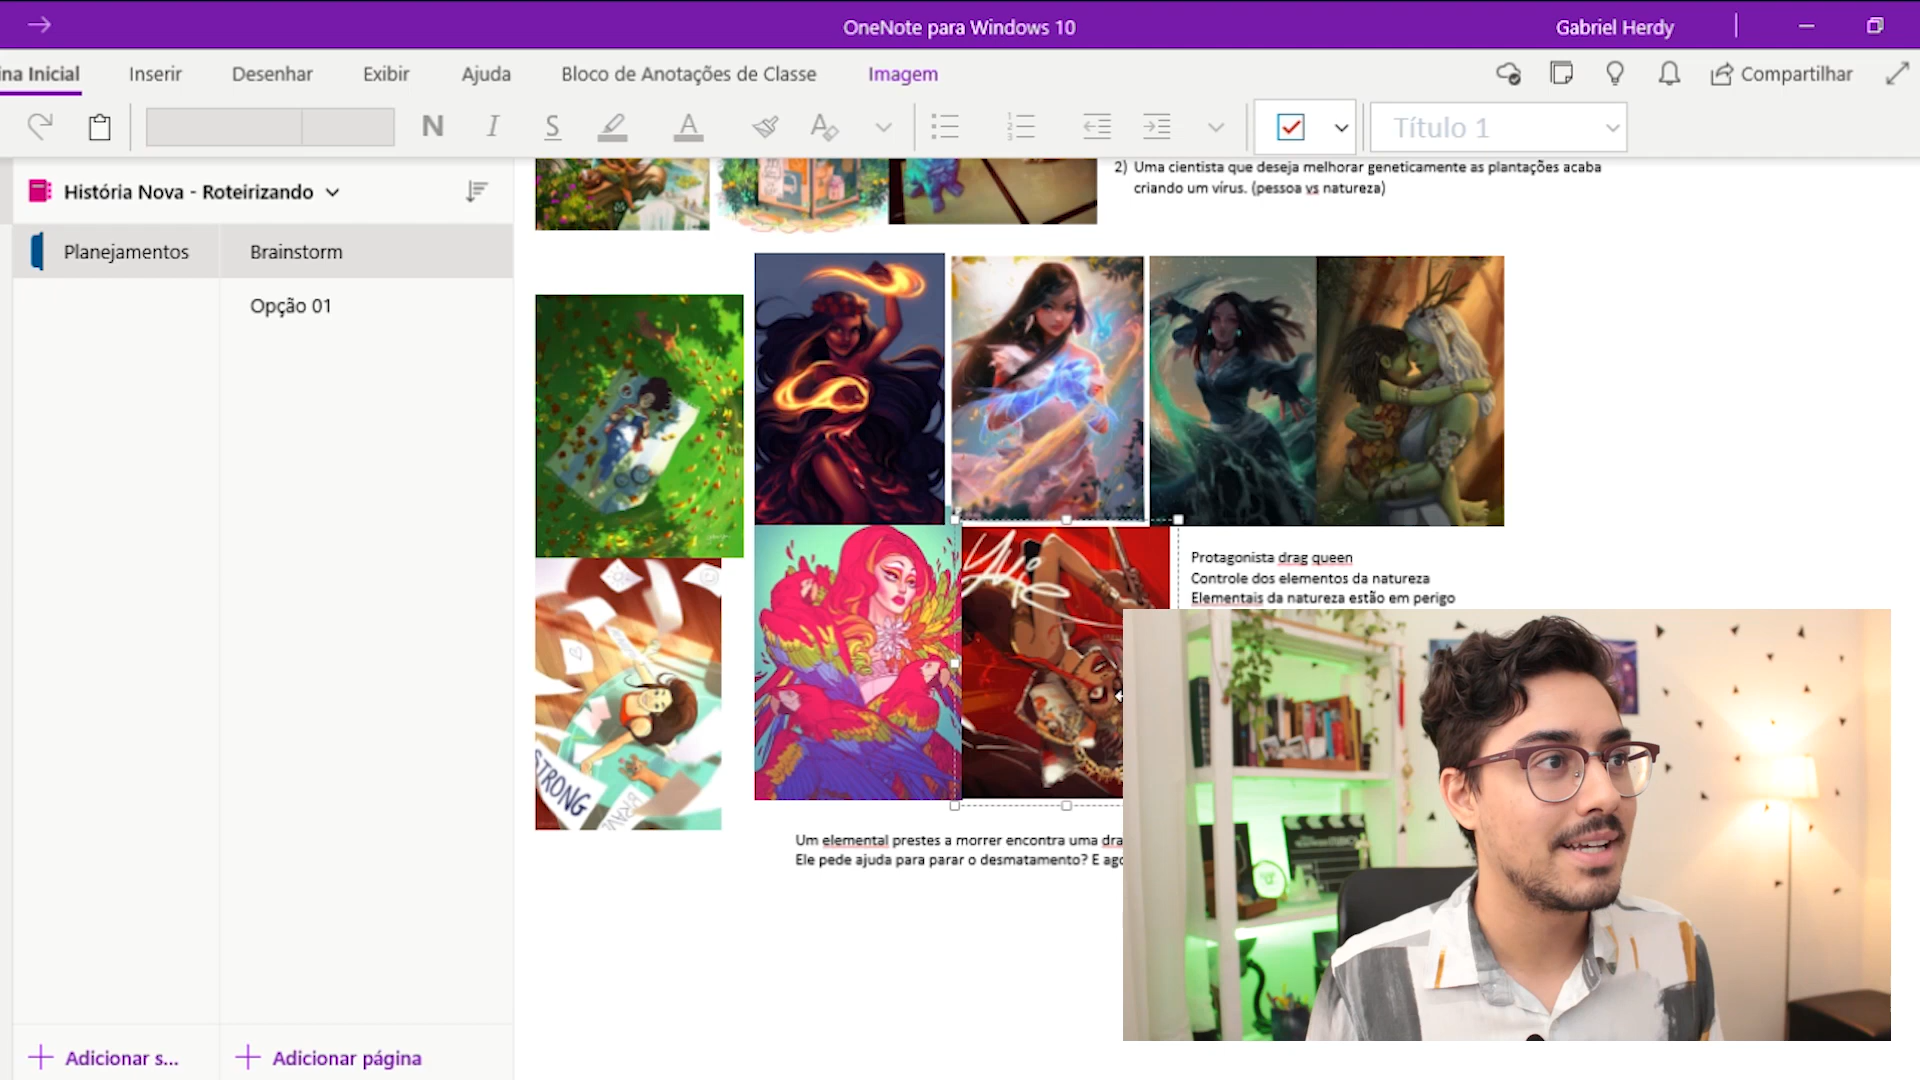 OneNote para Windows 10
Gabriel Herdy
ina Inicial
Inserir
Desenhar
Exibir
Ajuda
Bloco de Anotações de Classe
Imagem
Compartilhar
N
I
S
A
A
Título 1
História Nova - Roteirizando
Planejamentos
Brainstorm
Opção 01
2) Uma cientista que deseja melhorar geneticamente as plantações acaba
criando um vírus. (pessoa vs natureza)
Protagonista drag queen
Controle dos elementos da natureza
Elementais da natureza estão em perigo
STRONG
BRAVE
Um elemental prestes a morrer encontra uma dra
Ele pede ajuda para parar o desmatamento? E ago
Adicionar s...
Adicionar página